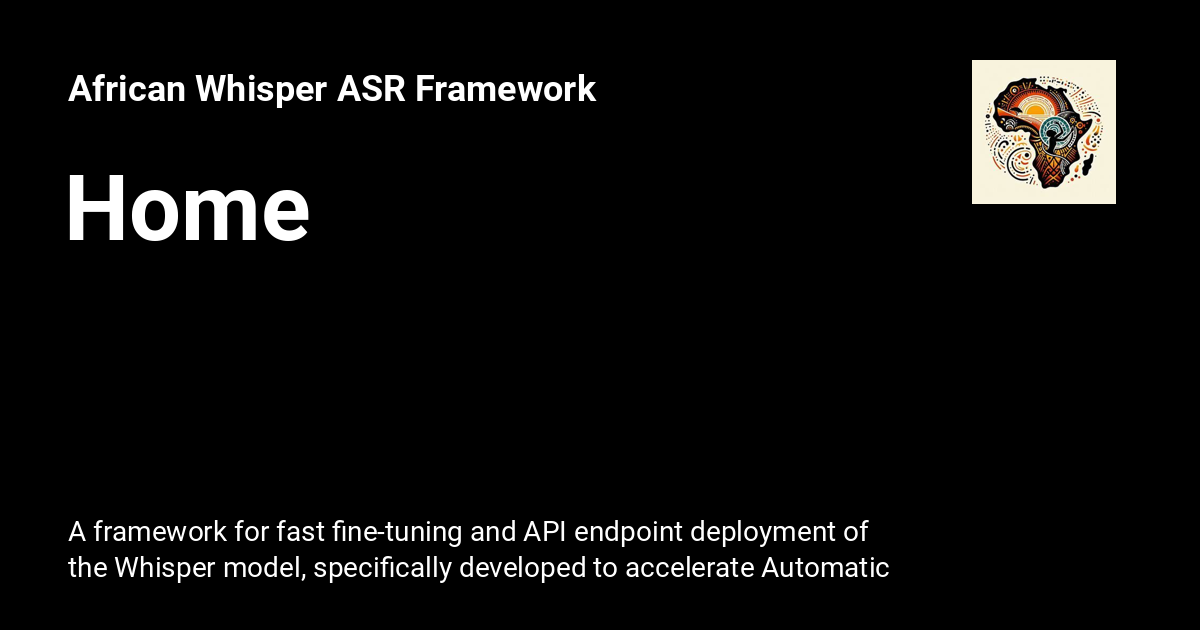 African Whisper ASR Framework
Home
A framework for fast fine-tuning and API endpoint deployment of
the Whisper model, specifically developed to accelerate Automatic